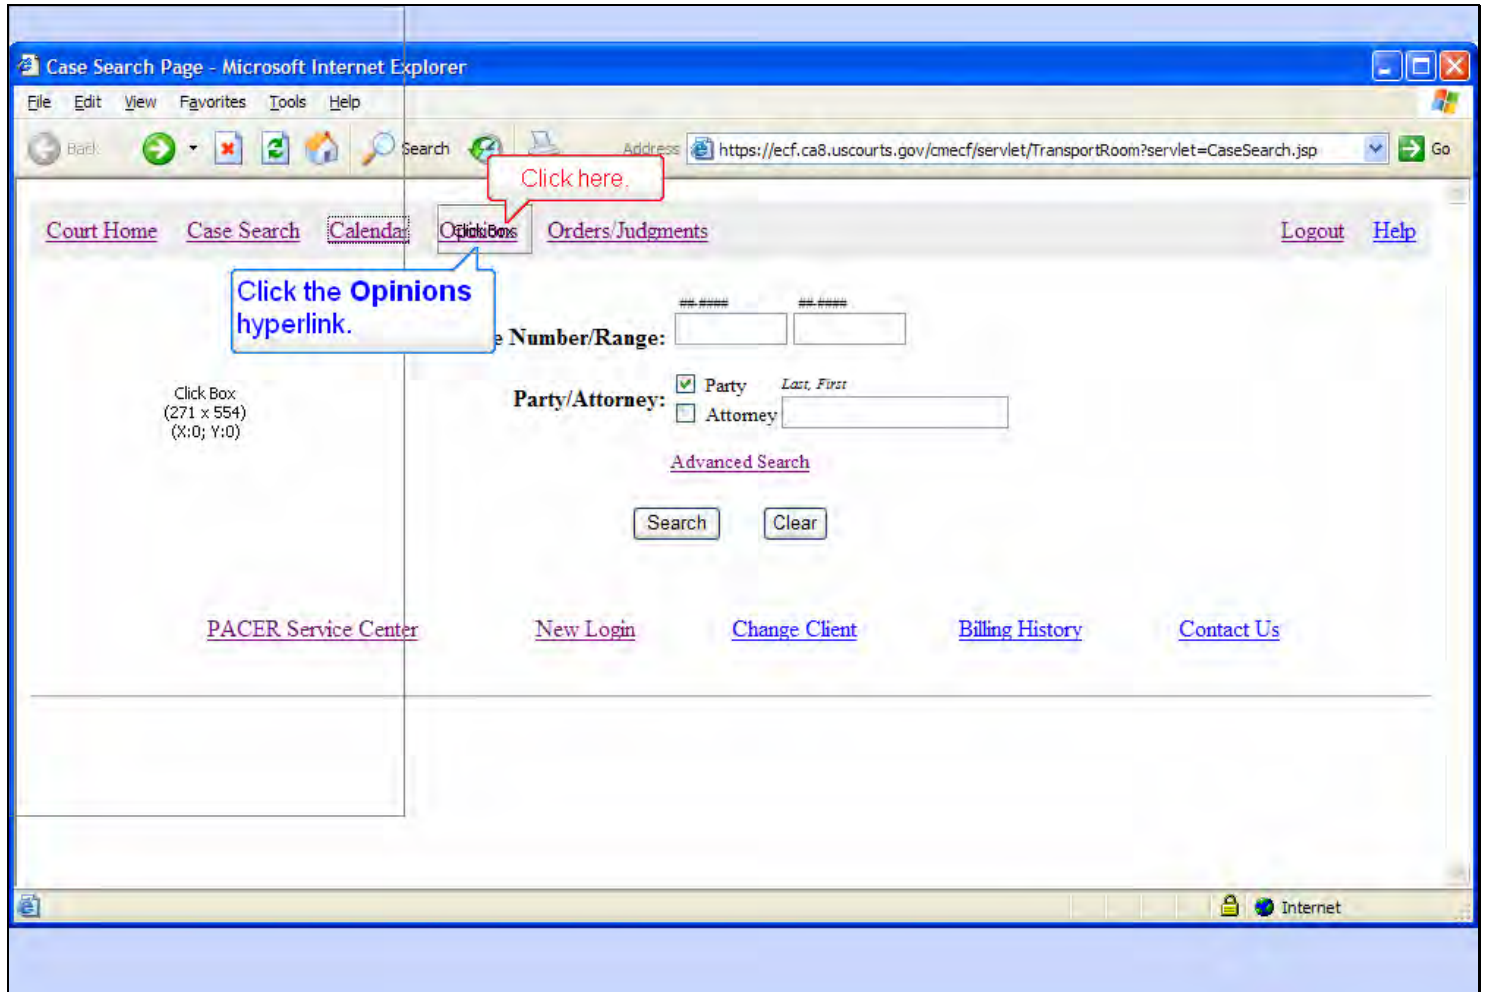 Case Search Page - Microsoft Internet Explorer
File Edit View Favorites Tools Help
Back Search Address https://ecf.ca8.uscourts.gov/cmecf/servlet/TransportRoom?servlet=CaseSearch.jsp Go
Click here.
Court Home Case Search Calendar Opinions Orders/Judgments Logout Help
Click Box
Click the Opinions
hyperlink.
##-#### ##-####
Number/Range:
Click Box
(271 x 554)
(X:0; Y:0)
Party/Attorney: Party Last, First
Attorney
Advanced Search
Search Clear
PACER Service Center New Login Change Client Billing History Contact Us
Internet